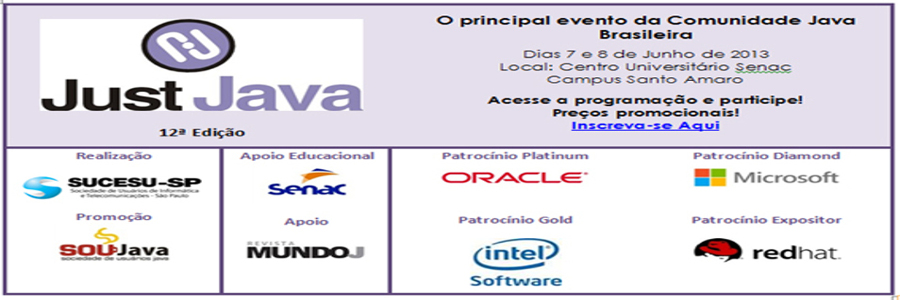 Just Java
12ª Edição
O principal evento da Comunidade Java
Brasileira
Dias 7 e 8 de Junho de 2013
Local: Centro Universitário Senac
Campus Santo Amaro
Acesse a programação e participe!
Preços promocionais!
Inscreva-se Aqui
Realização
SUCESU-SP
Sociedade de Usuários de Informática
e Telecomunicações - São Paulo
Promoção
SOUJava
sociedade de usuários java
Apoio Educacional
Senac
Apoio
REVISTA
MUNDOJ
Patrocínio Platinum
ORACLE
Patrocínio Gold
intel
Software
Patrocínio Diamond
Microsoft
Patrocínio Expositor
redhat.